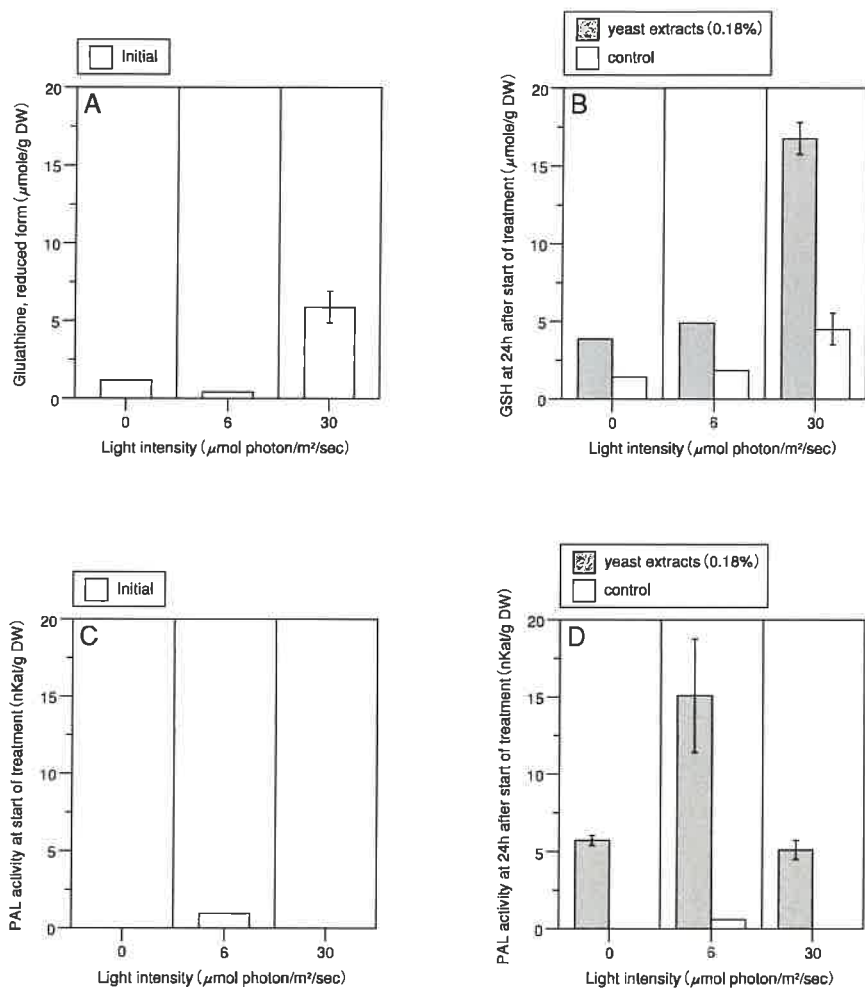 Initial
A
20
15
10
5
0
Glutathione, reduced form (μmole/g DW)
0 6 30
Light intensity (μmol photon/m²/sec)
yeast extracts (0.18%)
control
B
20
15
10
5
0
GSH at 24h after start of treatment (μmole/g DW)
0 6 30
Light intensity (μmol photon/m²/sec)
Initial
C
20
15
10
5
0
PAL activity at start of treatment (nKat/g DW)
0 6 30
Light intensity (μmol photon/m²/sec)
yeast extracts (0.18%)
control
D
20
15
10
5
0
PAL activity at 24h after start of treatment (nKat/g DW)
0 6 30
Light intensity (μmol photon/m²/sec)